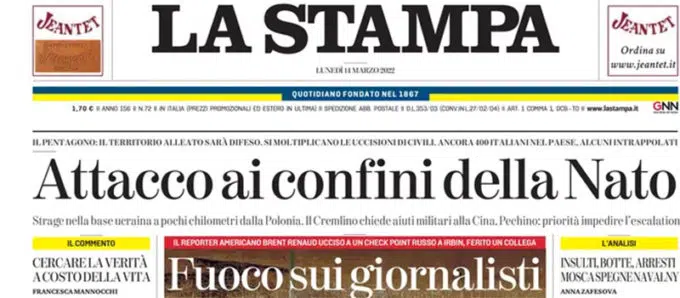 JEANTET
LA STAMPA
JEANTET
Ordina su
www.jeantet.it
LUNEDÌ 14 MARZO 2022
QUOTIDIANO FONDATO NEL 1867
1,70 € II ANNO 156 II N.72 II IN ITALIA (PREZZI PROMOZIONALI ED ESTERO IN ULTIMA) II SPEDIZIONE ABB. POSTALE II D.L.353/03 (CONV.INL.27/02/04) II ART. 1 COMMA 1, DCB-TO II www.lastampa.it
GNN
IL PENTAGONO: IL TERRITORIO ALLEATO SARÀ DIFESO. SI MOLTIPLICANO LE UCCISIONI DI CIVILI. ANCORA 400 ITALIANI NEL PAESE, ALCUNI INTRAPPOLATI
Attacco ai confini della Nato
Strage nella base ucraina a pochi chilometri dalla Polonia. Il Cremlino chiede aiuti militari alla Cina, Pechino: priorità impedire l'escalation
IL COMMENTO
CERCARE LA VERITÀ
A COSTO DELLA VITA
FRANCESCA MANNOCCHI
IL REPORTER AMERICANO BRENT RENAUD UCCISO A UN CHECK POINT RUSSO A IRBIN, FERITO UN COLLEGA
Fuoco sui giornalisti
L'ANALISI
INSULTI, BOTTE, ARRESTI
MOSCA SPEGNE NAVALNY
ANNA ZAFESOVA